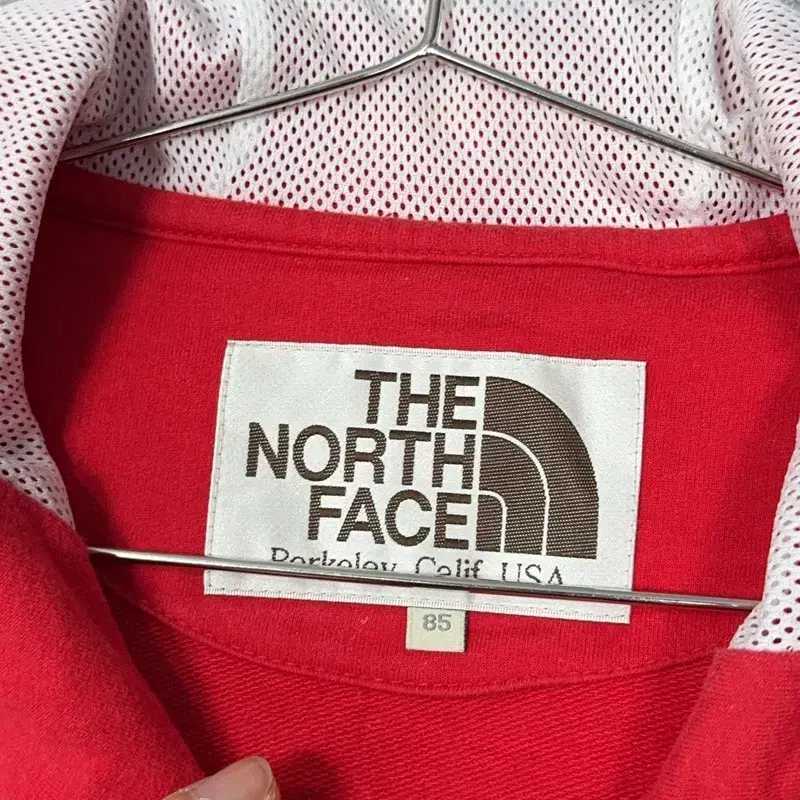 THE
NORTH
FACE
Berkeley, Calif. USA
85